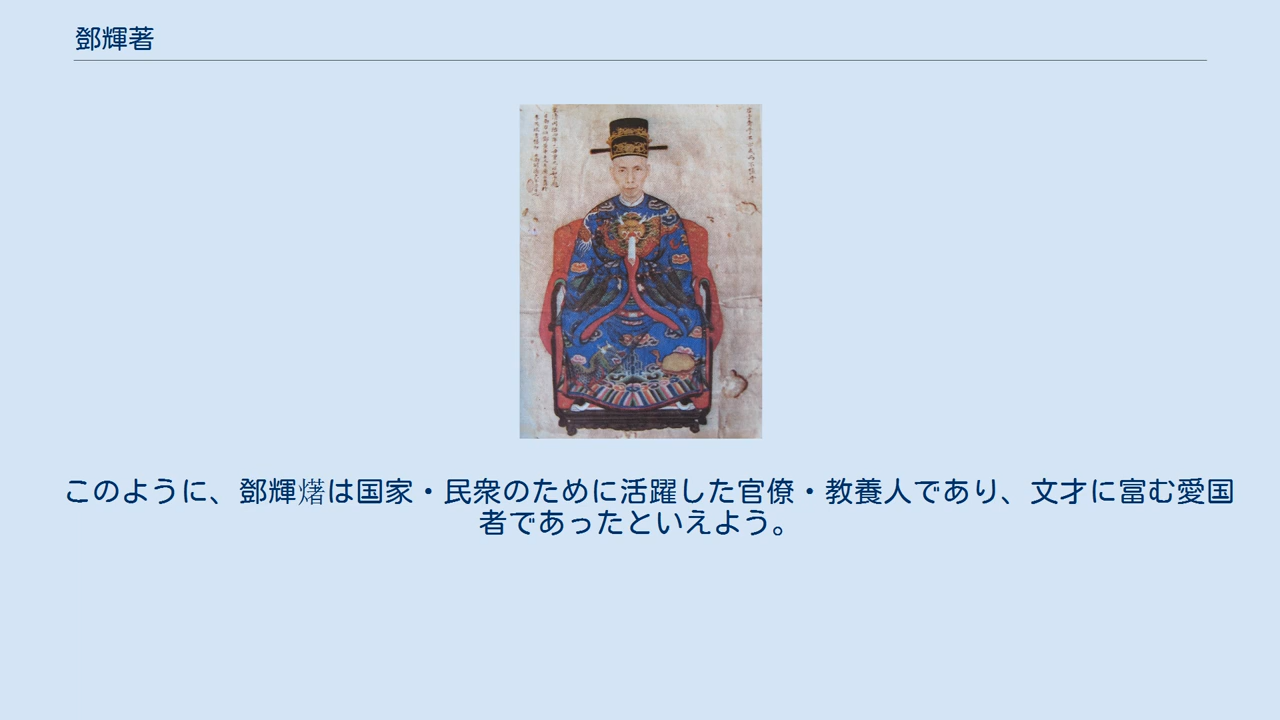 鄧輝著
このように、鄧輝𤏸は国家・民衆のために活躍した官僚・教養人であり、文才に富む愛国
者であったといえよう。